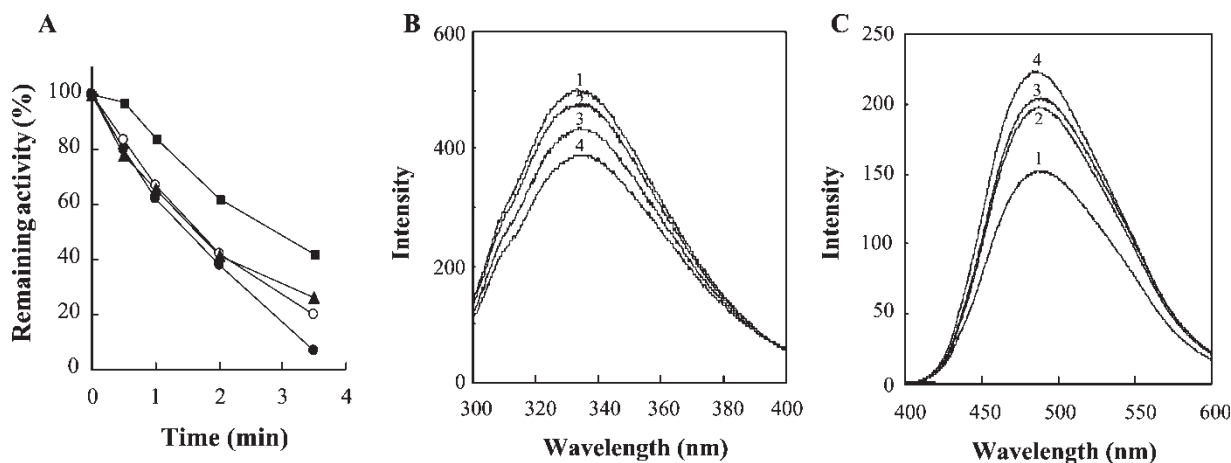 A
Remaining activity (%)
100
80
60
40
20
0
0 1 2 3 4
Time (min)
B
Intensity
600
400
200
0
1
2
3
4
300 320 340 360 380 400
Wavelength (nm)
C
Intensity
250
200
150
100
50
0
4
3
2
1
400 450 500 550 600
Wavelength (nm)